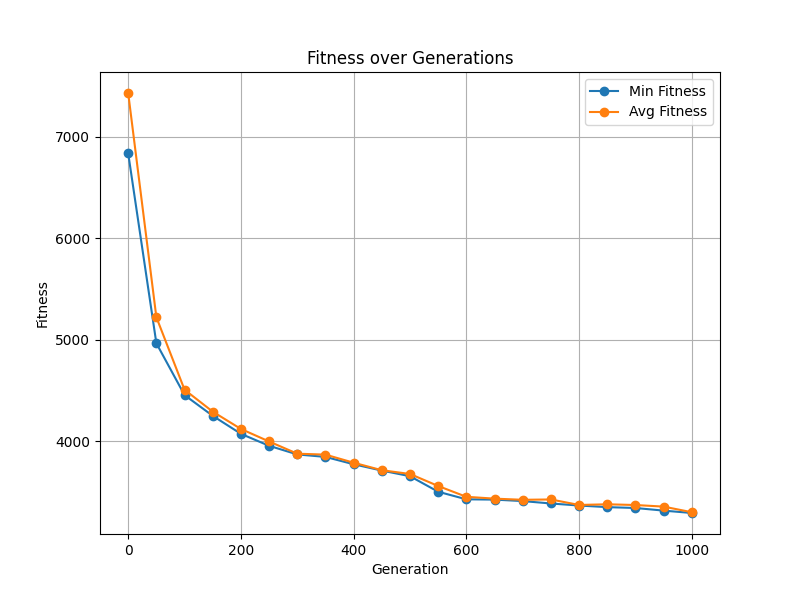 Fitness over Generations
Min Fitness
Avg Fitness
7000
6000
5000
4000
Fitness
0 200 400 600 800 1000
Generation